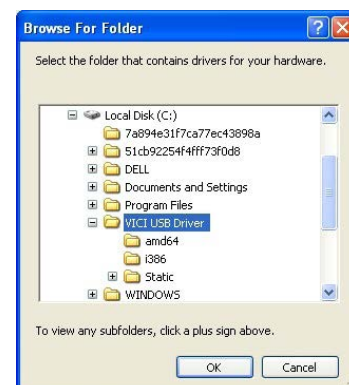 Browse For Folder
Select the folder that contains drivers for your hardware.
Local Disk (C:)
7a894e31f7ca77ec43898a
51cb92254f4fff73f0d8
DELL
Documents and Settings
Program Files
VICI USB Driver
amd64
i386
Static
WINDOWS
To view any subfolders, click a plus sign above.
OK Cancel